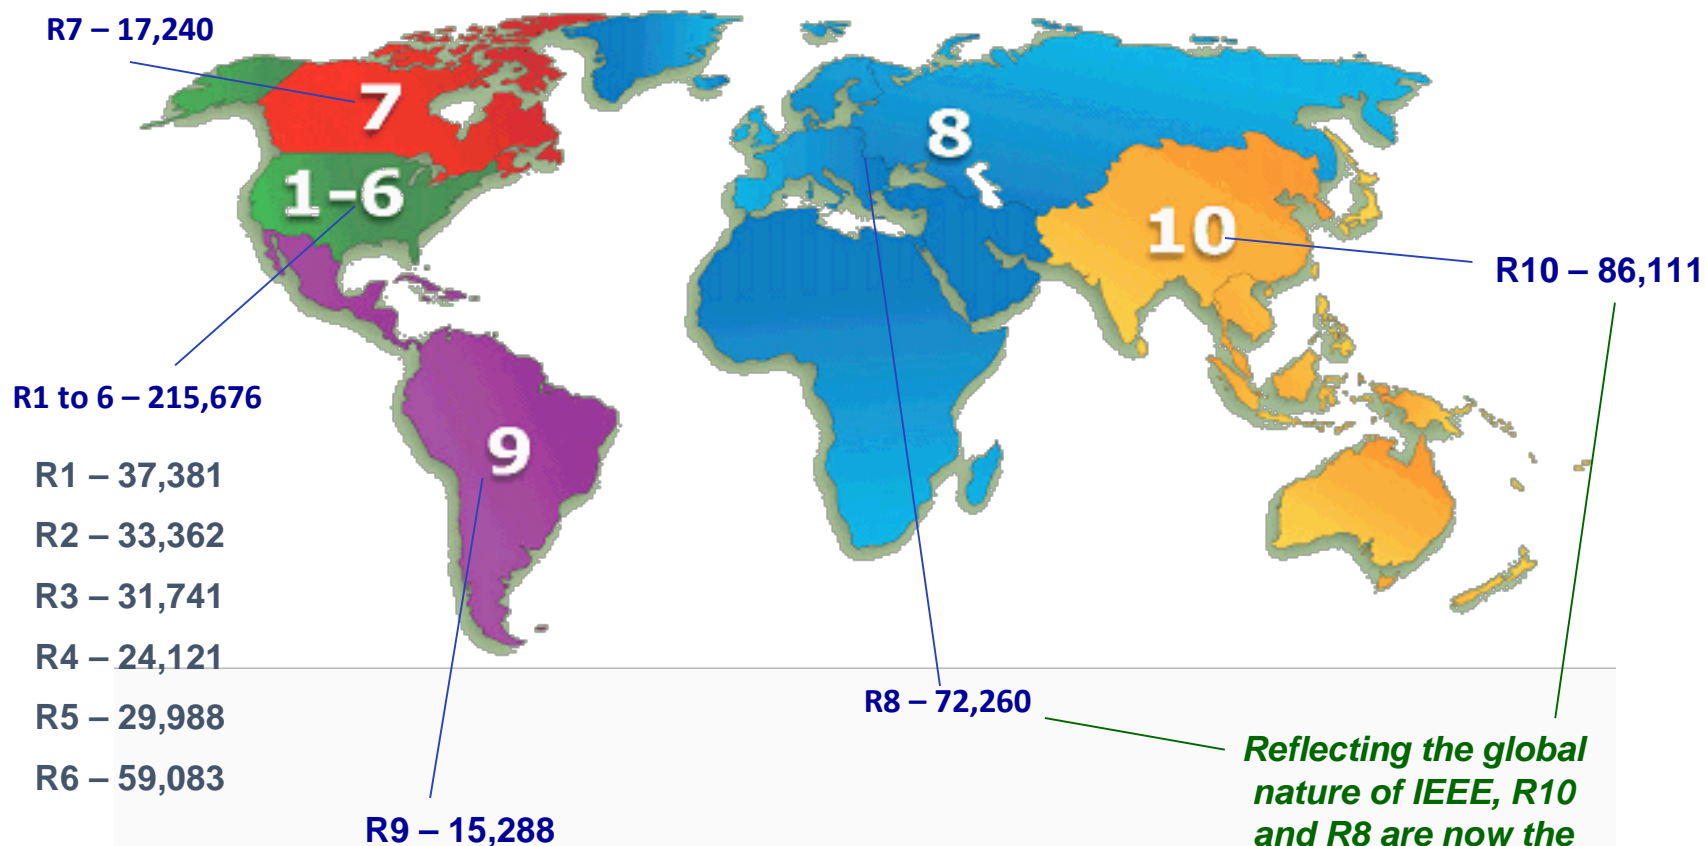 R7 – 17,240
7
8
1-6
10
R10 – 86,111
R1 to 6 – 215,676
9
R1 – 37,381
R2 – 33,362
R3 – 31,741
R4 – 24,121
R5 – 29,988
R6 – 59,083
R8 – 72,260
Reflecting the global
nature of IEEE, R10
and R8 are now the
R9 – 15,288